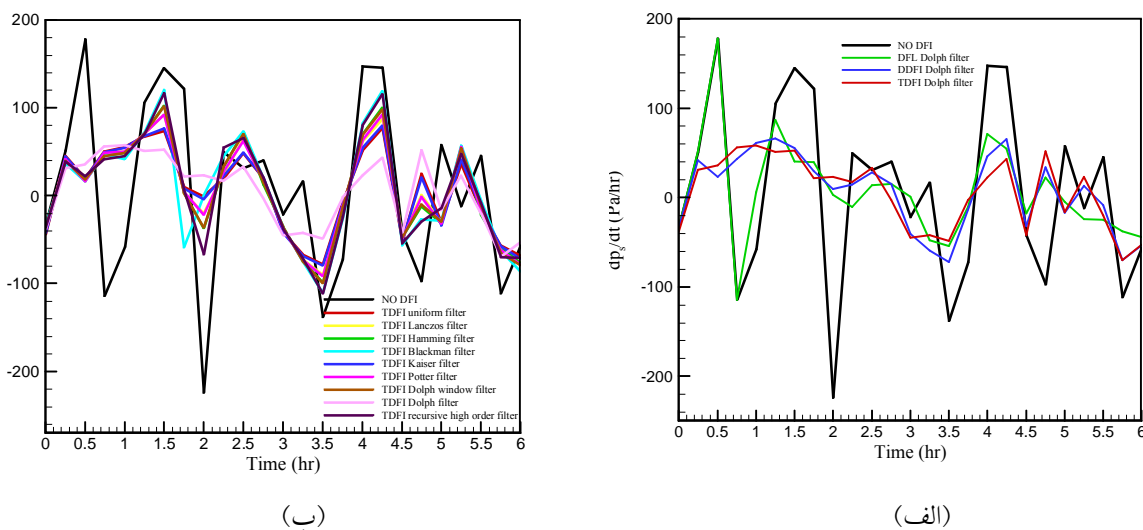 200
100
0
-100
-200
0 0.5 1 1.5 2 2.5 3 3.5 4 4.5 5 5.5 6
Time (hr)
NO DFI
TDFI uniform filter
TDFI Lanczos filter
TDFI Hamming filter
TDFI Blackman filter
TDFI Kaiser filter
TDFI Potter filter
TDFI Dolph window filter
TDFI Dolph filter
TDFI recursive high order filter
(ب)
200
100
0
-100
-200
dps/dt (Pa/hr)
0 0.5 1 1.5 2 2.5 3 3.5 4 4.5 5 5.5 6
Time (hr)
NO DFI
DFL Dolph filter
DDFI Dolph filter
TDFI Dolph filter
(الف)